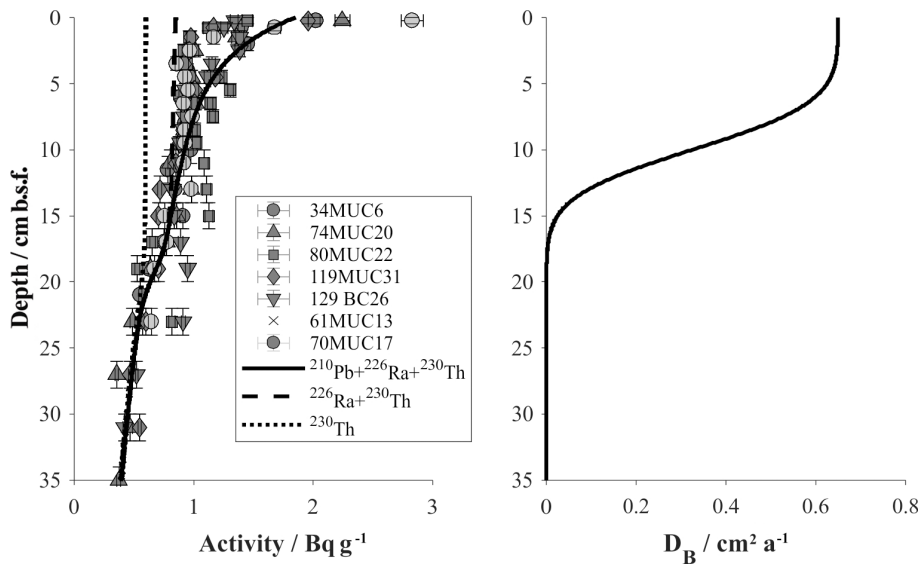 0
5
10
15
20
25
30
35
Depth / cm b.s.f.
0
1
2
3
Activity / Bq g⁻¹
34MUC6
74MUC20
80MUC22
119MUC31
129 BC26
61MUC13
70MUC17
²¹⁰Pb+²²⁶Ra+²³⁰Th
²²⁶Ra+²³⁰Th
²³⁰Th
0
5
10
15
20
25
30
35
0
0.2
0.4
0.6
0.8
D_B / cm² a⁻¹